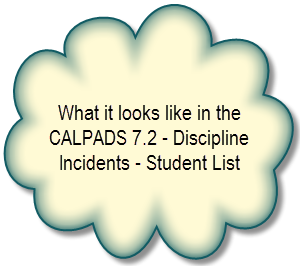 What it looks like in the
CALPADS 7.2 - Discipline
Incidents - Student List